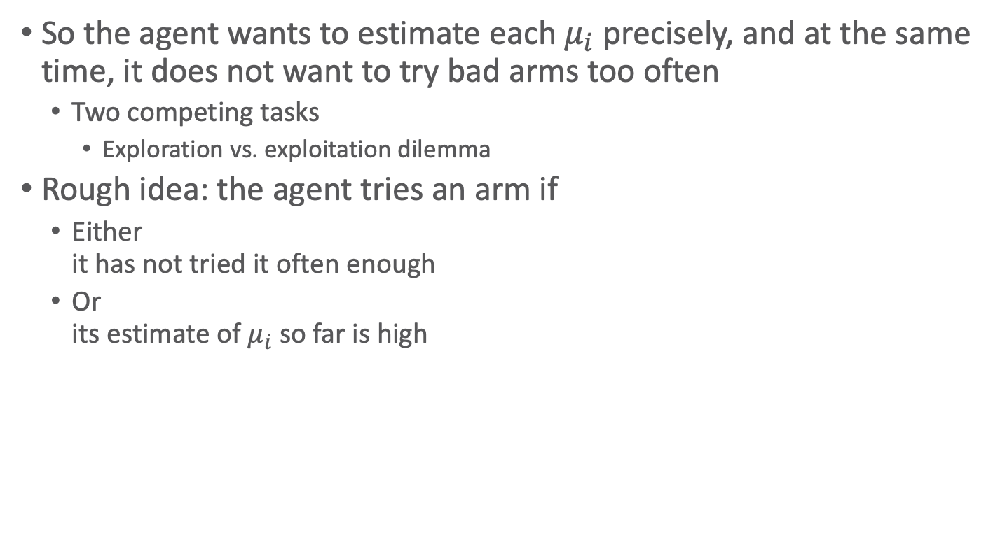 • So the agent wants to estimate each μᵢ precisely, and at the same
time, it does not want to try bad arms too often
• Two competing tasks
• Exploration vs. exploitation dilemma
• Rough idea: the agent tries an arm if
• Either
it has not tried it often enough
• Or
its estimate of μᵢ so far is high